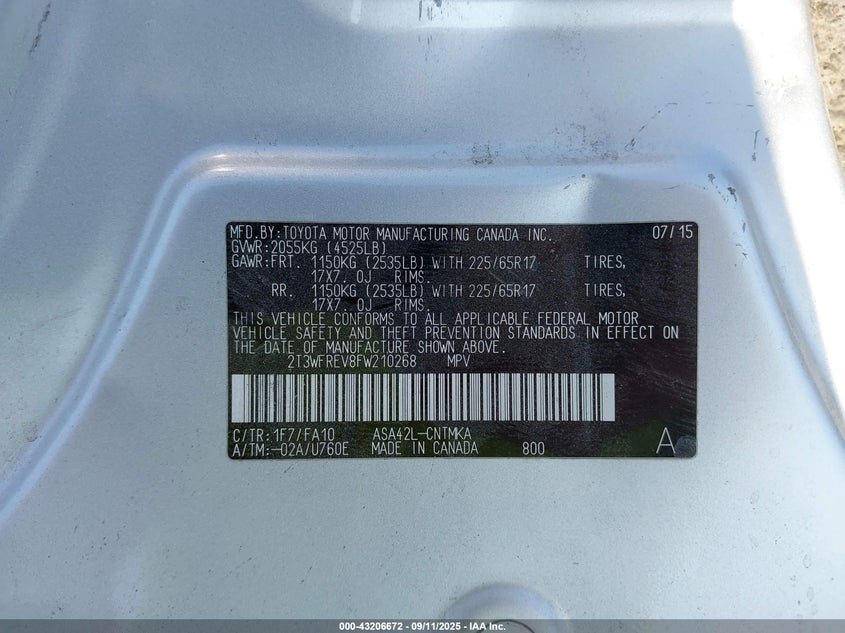 MFD.BY:TOYOTA MOTOR MANUFACTURING CANADA INC. 07/15
GVWR:2055KG (4525LB)
GAWR:FRT. 1150KG (2535LB) WITH 225/65R17 TIRES,
17X7. 0J RIMS.
RR. 1150KG (2535LB) WITH 225/65R17 TIRES,
17X7. 0J RIMS.
THIS VEHICLE CONFORMS TO ALL APPLICABLE FEDERAL MOTOR
VEHICLE SAFETY AND THEFT PREVENTION STANDARDS IN EFFECT ON
THE DATE OF MANUFACTURE SHOWN ABOVE.
2T3WFREV8FW210268 MPV
C/TR:1F7/FA10 ASA42L-CNTMKA
A/TM:-02A/U760E MADE IN CANADA 800 A
000-43206672 - 09/11/2025 - IAA Inc.